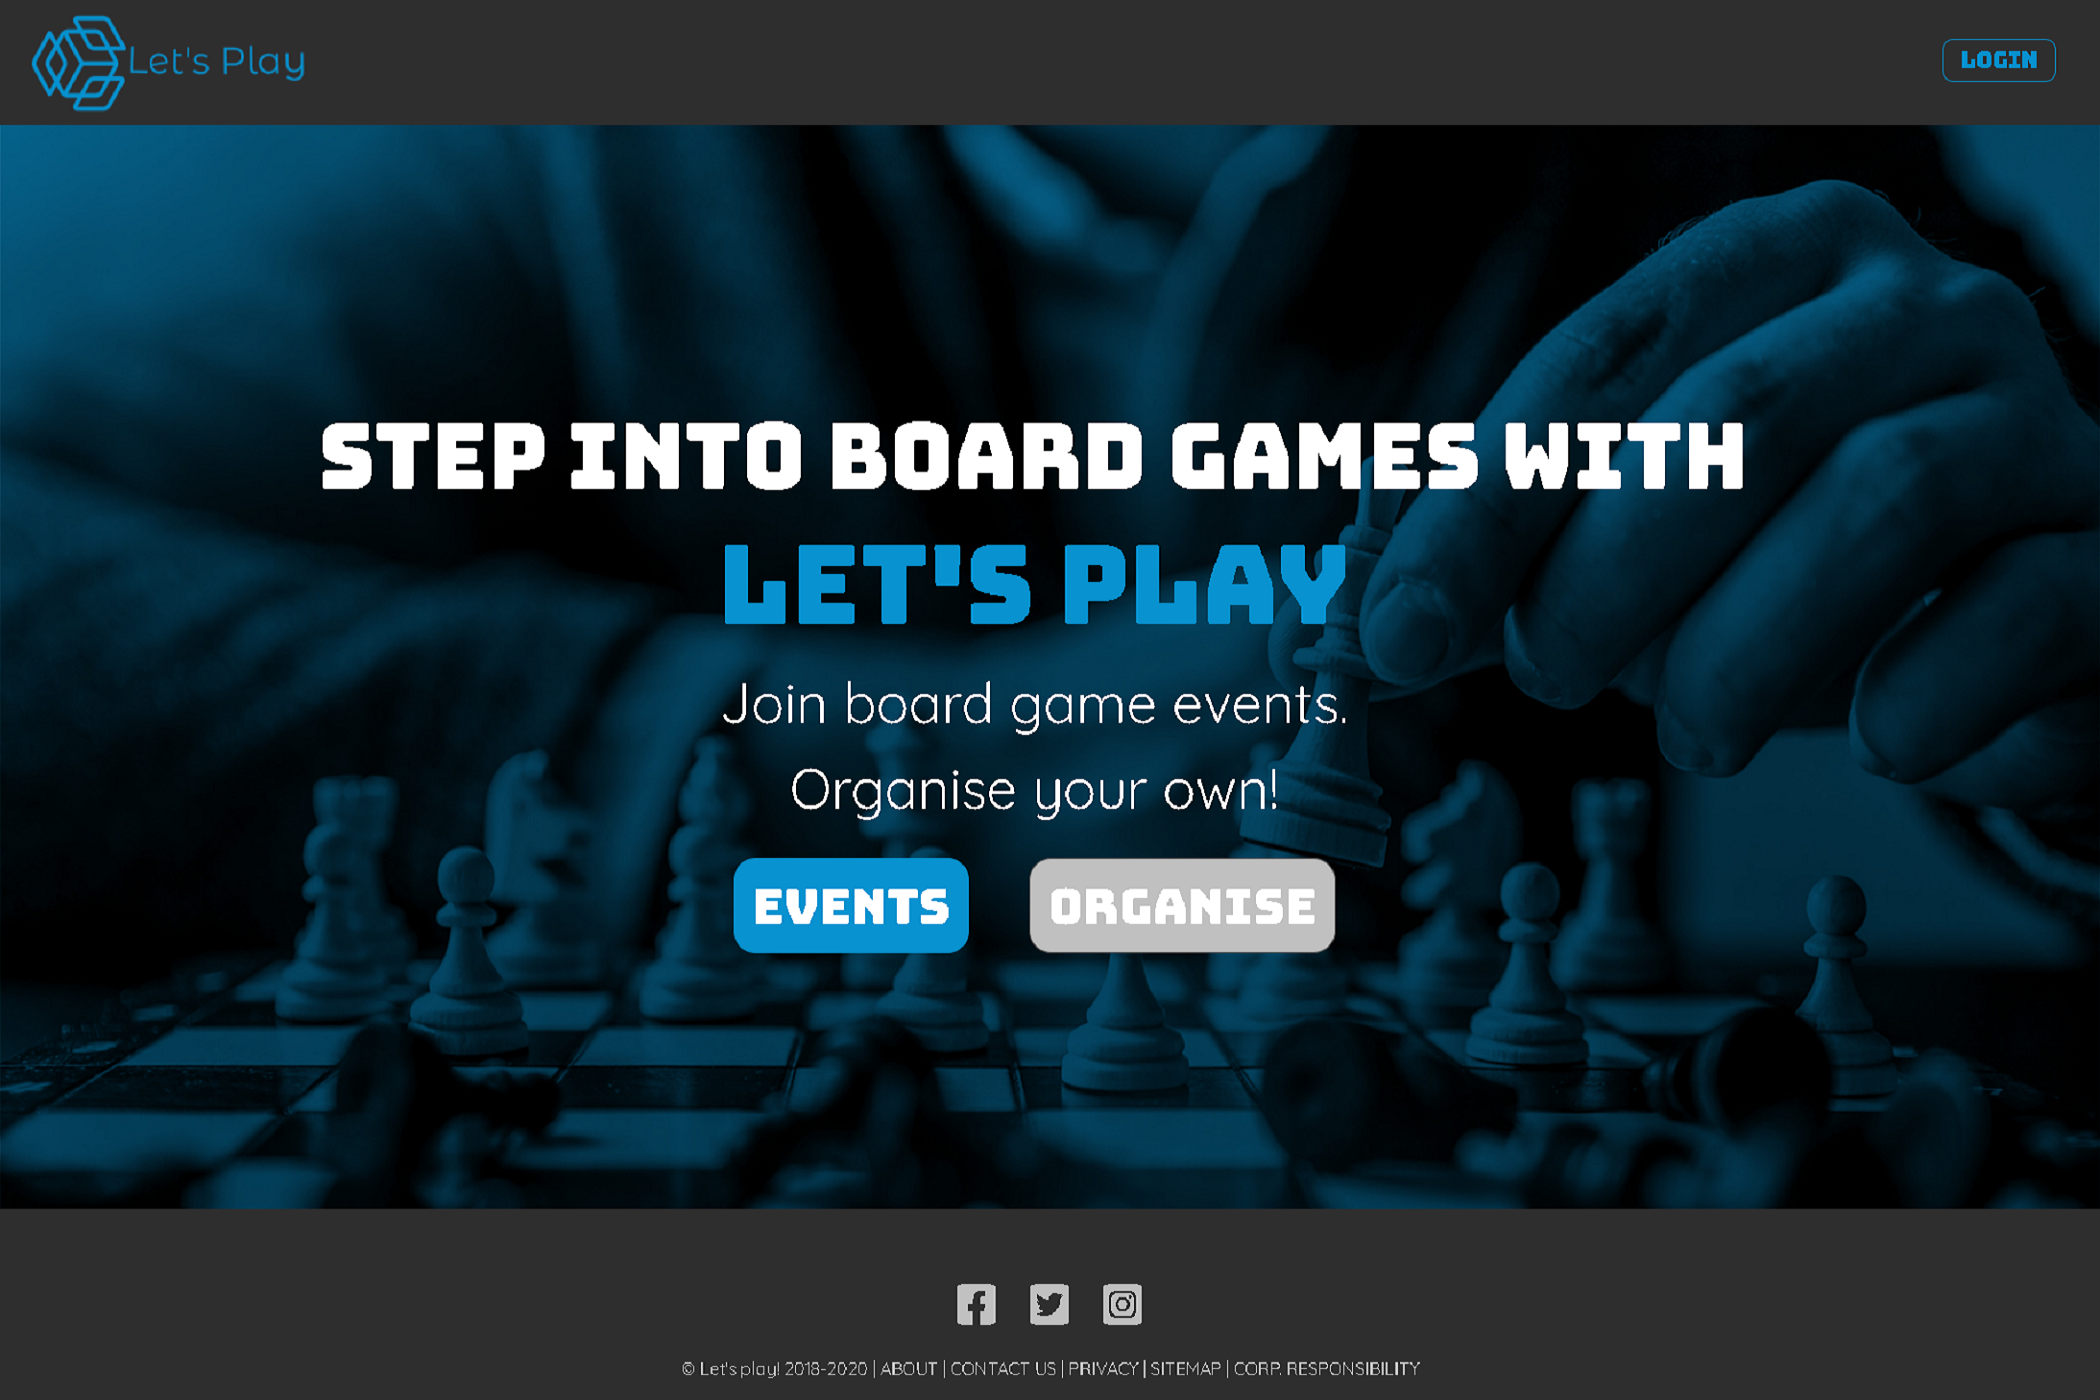 Let's Play
LOGIN
STEP INTO BOARD GAMES WITH
LET'S PLAY
Join board game events.
Organise your own!
EVENTS ORGANISE
© Let's play! 2018-2020 | ABOUT | CONTACT US | PRIVACY | SITEMAP | CORP. RESPONSIBILITY